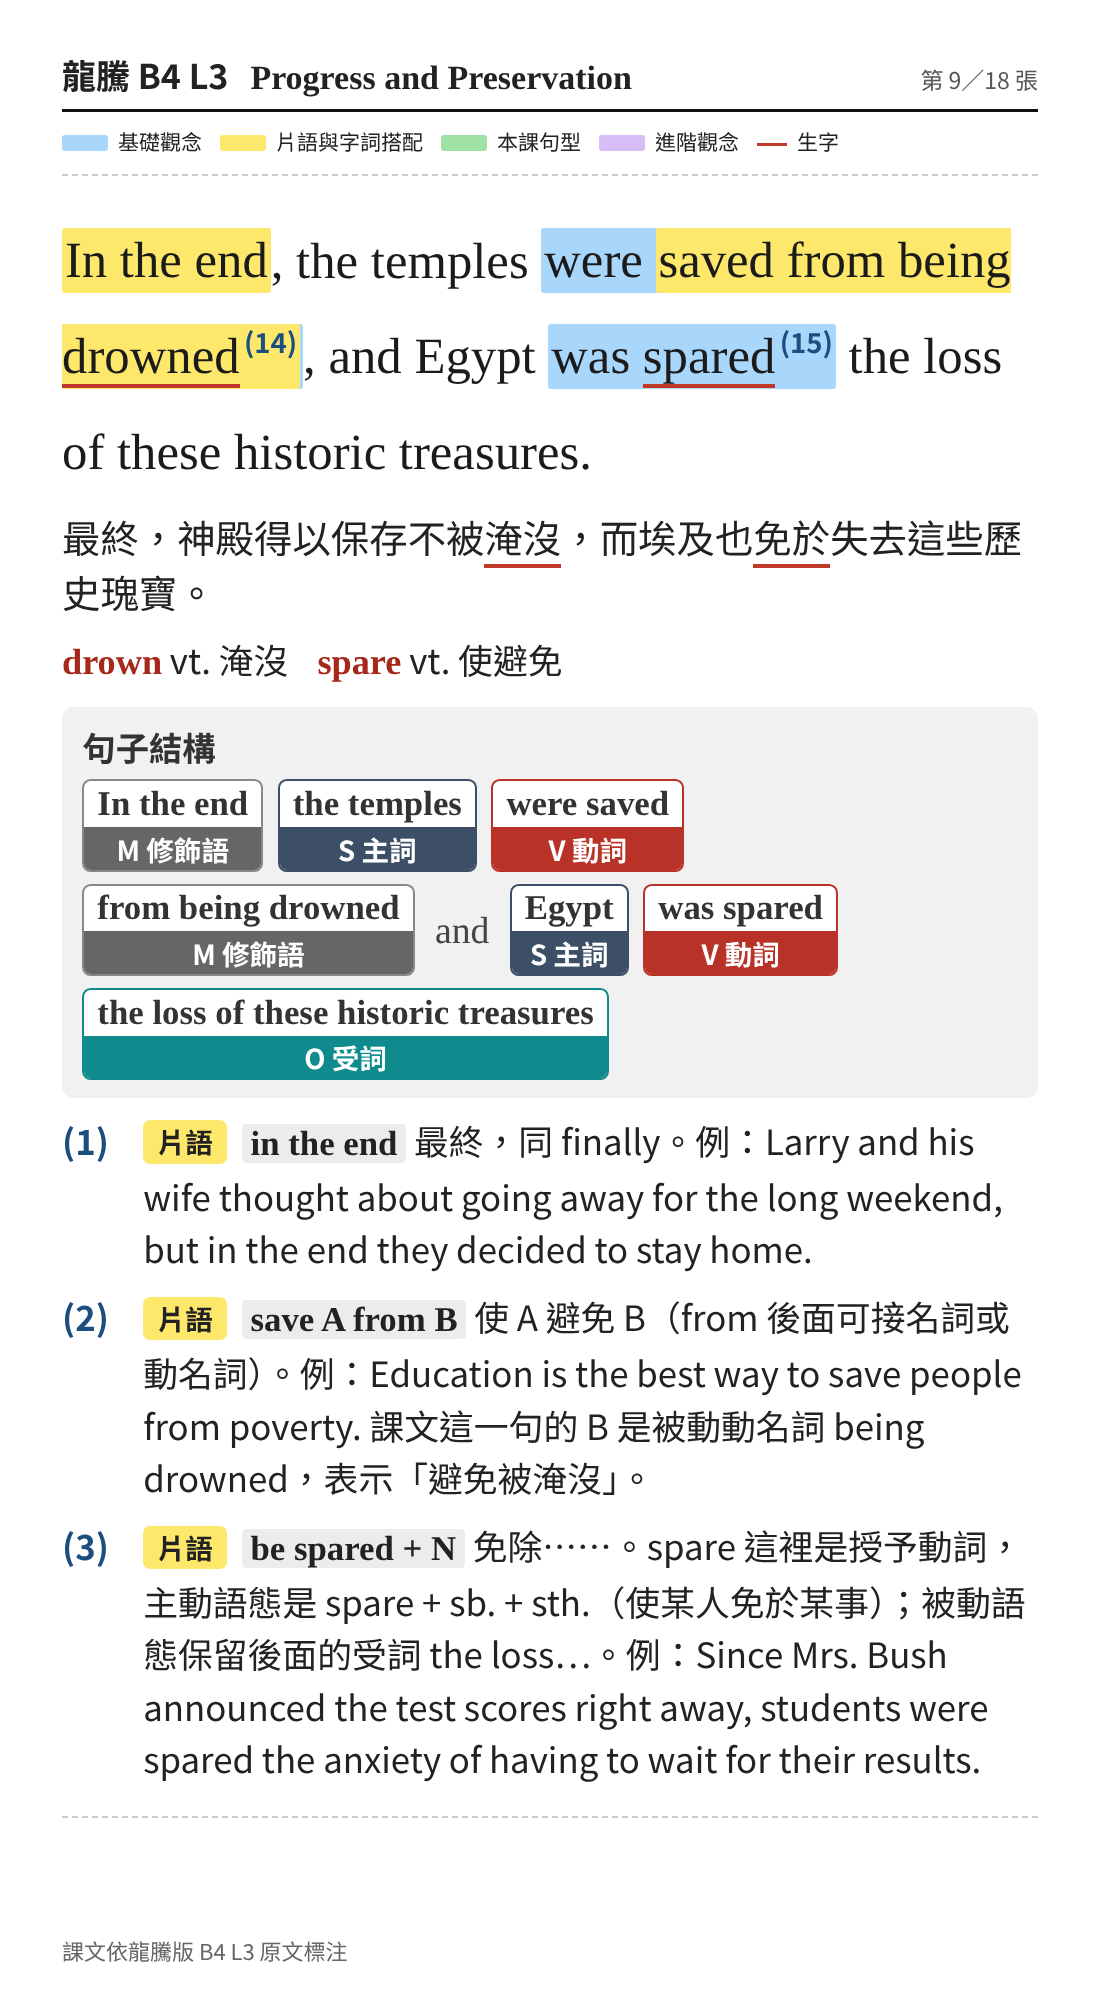 龍騰 B4 L3 Progress and Preservation 第 9／18 張
基礎觀念 片語與字詞搭配 本課句型 進階觀念 生字
In the end, the temples were saved from being
drowned(14), and Egypt was spared(15) the loss
of these historic treasures.
最終，神殿得以保存不被淹沒，而埃及也免於失去這些歷
史瑰寶。
drown vt. 淹沒 spare vt. 使避免
句子結構
In the end the temples were saved
M 修飾語 S 主詞 V 動詞
from being drowned and Egypt was spared
M 修飾語 S 主詞 V 動詞
the loss of these historic treasures
O 受詞
(1) 片語 in the end 最終，同 finally。例：Larry and his
wife thought about going away for the long weekend,
but in the end they decided to stay home.
(2) 片語 save A from B 使 A 避免 B（from 後面可接名詞或
動名詞）。例：Education is the best way to save people
from poverty. 課文這一句的 B 是被動動名詞 being
drowned，表示「避免被淹沒」。
(3) 片語 be spared + N 免除……。spare 這裡是授予動詞，
主動語態是 spare + sb. + sth.（使某人免於某事）；被動語
態保留後面的受詞 the loss…。例：Since Mrs. Bush
announced the test scores right away, students were
spared the anxiety of having to wait for their results.
課文依龍騰版 B4 L3 原文標注